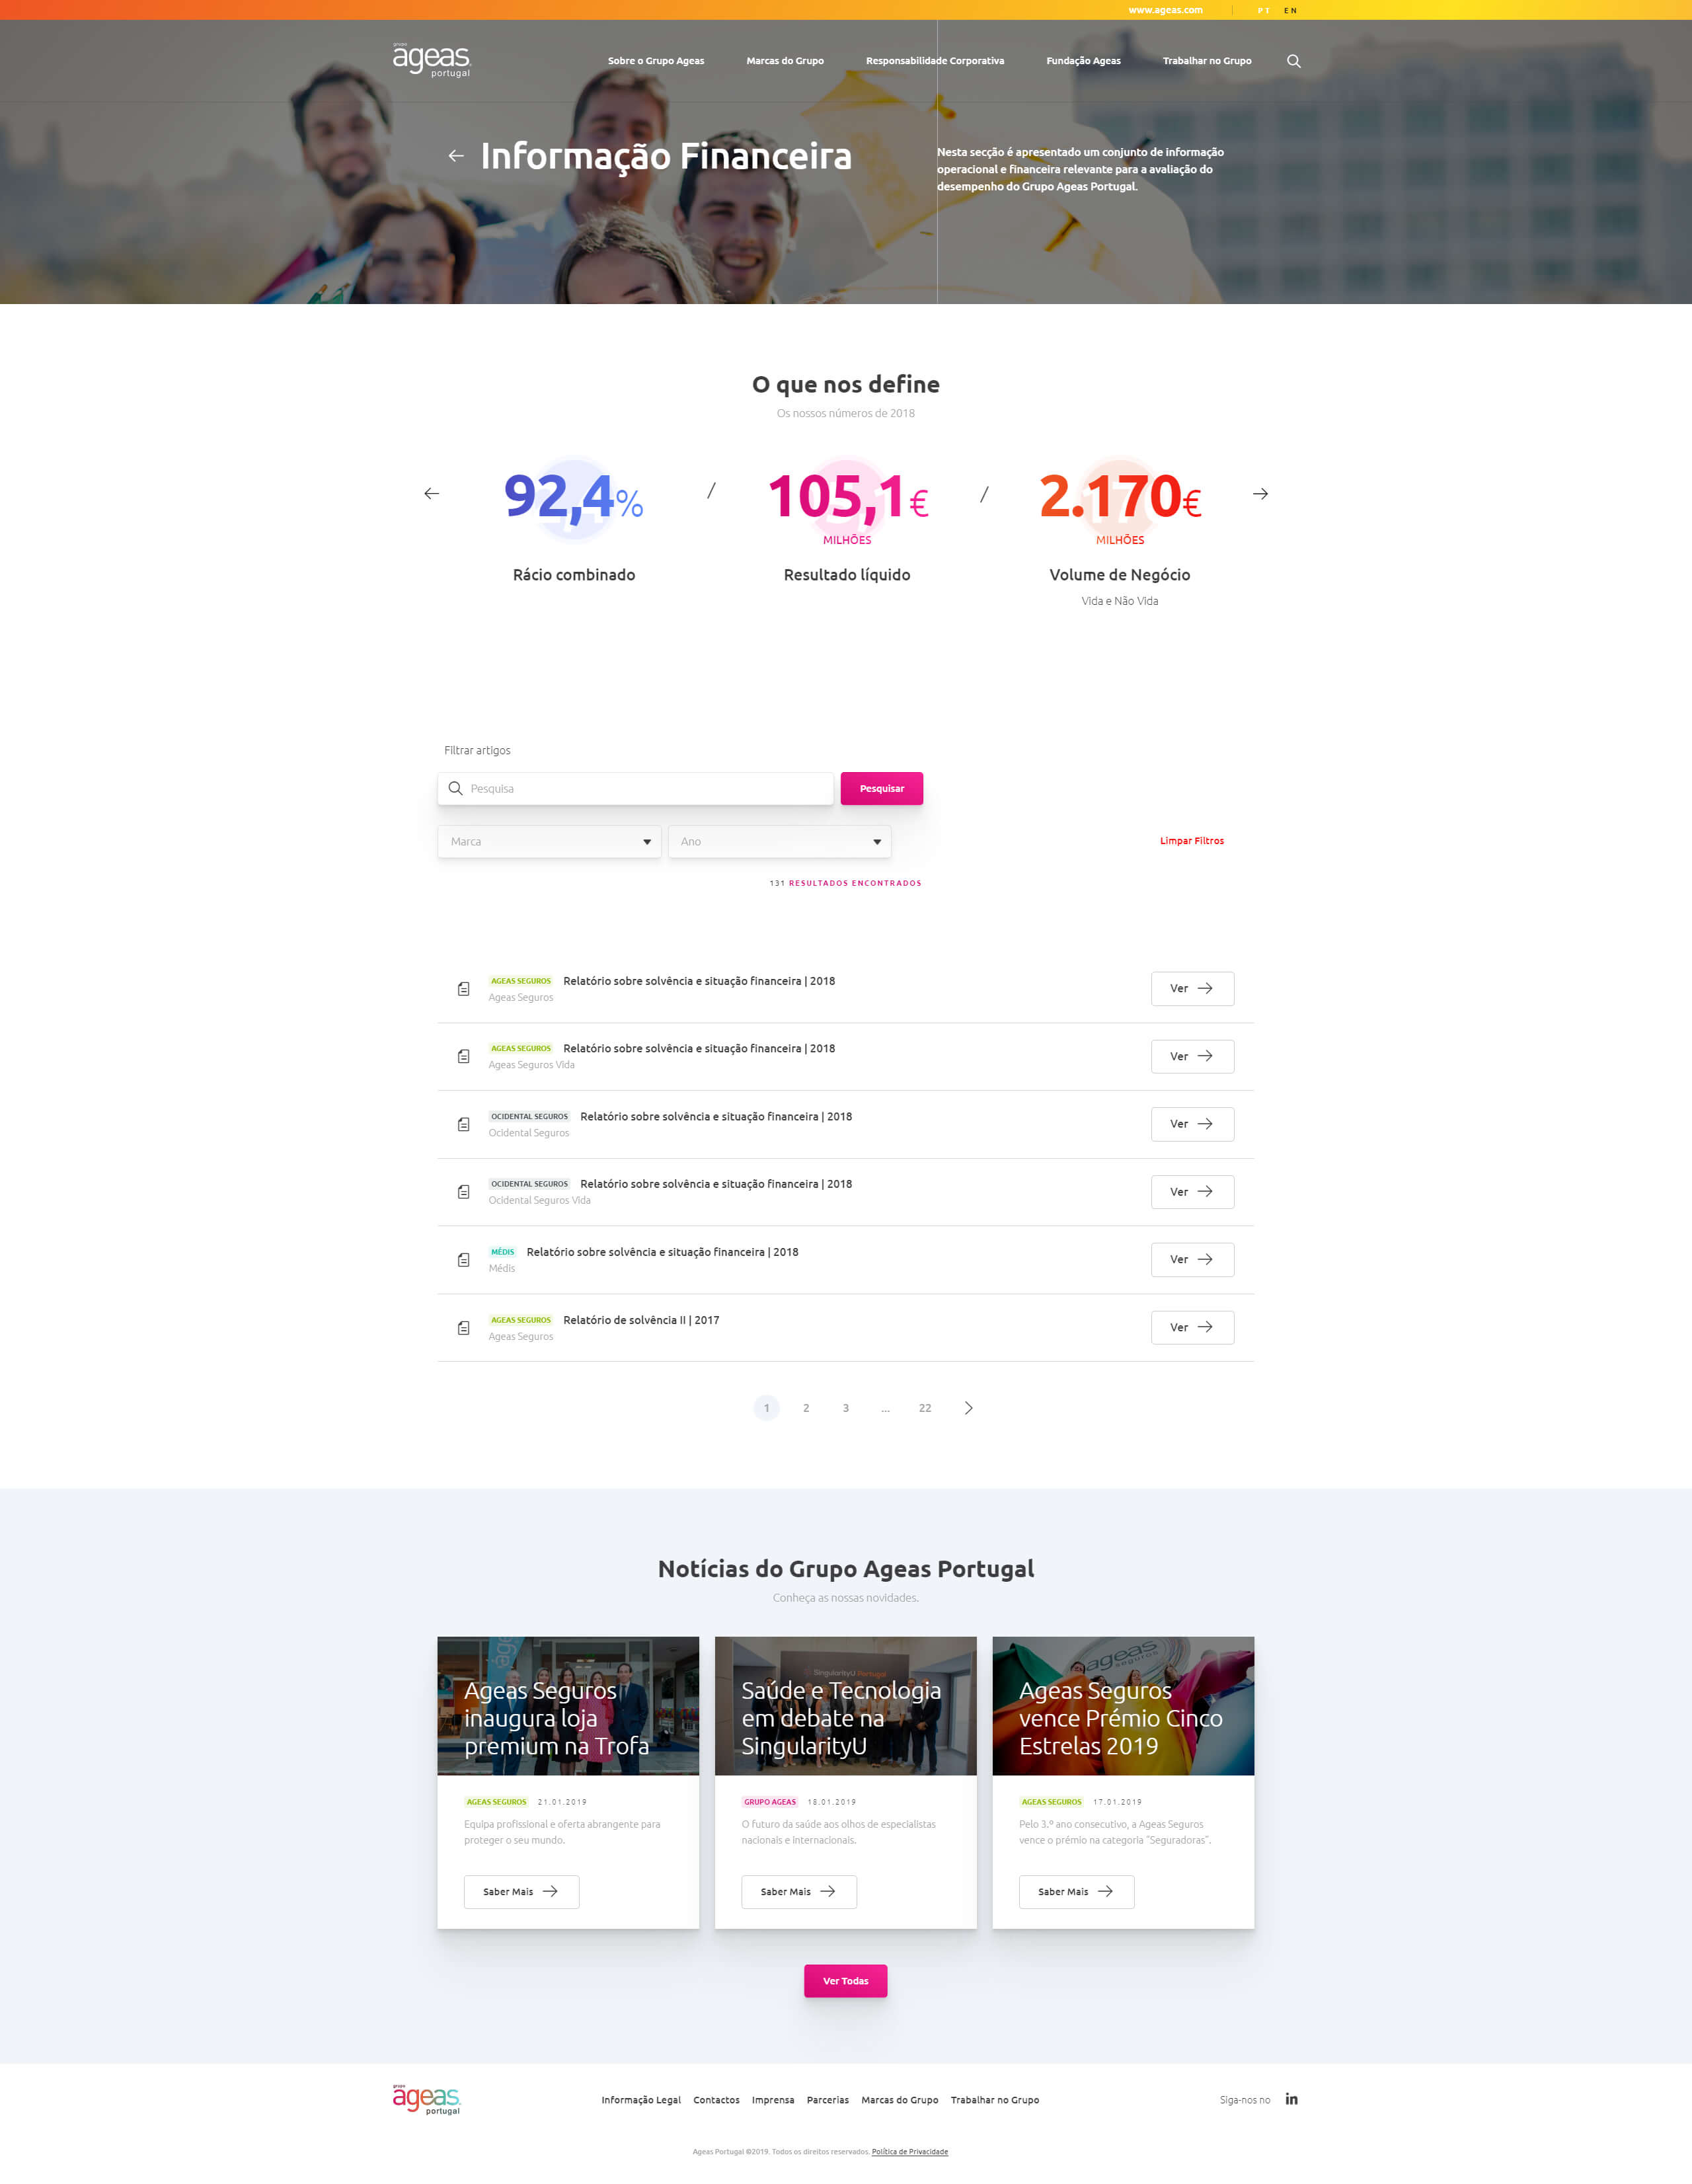 www.ageas.com
PT EN
grupo
ageas
portugal
Sobre o Grupo Ageas
Marcas do Grupo
Responsabilidade Corporativa
Fundação Ageas
Trabalhar no Grupo
Informação Financeira
Nesta secção é apresentado um conjunto de informação
operacional e financeira relevante para a avaliação do
desempenho do Grupo Ageas Portugal.
O que nos define
Os nossos números de 2018
92,4%
Rácio combinado
/
105,1€
MILHÕES
Resultado líquido
/
2.170€
MILHÕES
Volume de Negócio
Vida e Não Vida
Filtrar artigos
Pesquisa
Pesquisar
Marca
Ano
Limpar Filtros
131 RESULTADOS ENCONTRADOS
AGEAS SEGUROS Relatório sobre solvência e situação financeira | 2018
Ageas Seguros
Ver
AGEAS SEGUROS Relatório sobre solvência e situação financeira | 2018
Ageas Seguros Vida
Ver
OCIDENTAL SEGUROS Relatório sobre solvência e situação financeira | 2018
Ocidental Seguros
Ver
OCIDENTAL SEGUROS Relatório sobre solvência e situação financeira | 2018
Ocidental Seguros Vida
Ver
MÉDIS Relatório sobre solvência e situação financeira | 2018
Médis
Ver
AGEAS SEGUROS Relatório de solvência II | 2017
Ageas Seguros
Ver
1 2 3 ... 22
Notícias do Grupo Ageas Portugal
Conheça as nossas novidades.
Ageas Seguros
inaugura loja
premium na Trofa
AGEAS SEGUROS 21.01.2019
Equipa profissional e oferta abrangente para
proteger o seu mundo.
Saber Mais
SingularityU Portugal
Saúde e Tecnologia
em debate na
SingularityU
GRUPO AGEAS 18.01.2019
O futuro da saúde aos olhos de especialistas
nacionais e internacionais.
Saber Mais
ageas
seguros
Ageas Seguros
vence Prémio Cinco
Estrelas 2019
AGEAS SEGUROS 17.01.2019
Pelo 3.º ano consecutivo, a Ageas Seguros
vence o prémio na categoria "Seguradoras".
Saber Mais
Ver Todas
grupo
ageas
portugal
Informação Legal
Contactos
Imprensa
Parcerias
Marcas do Grupo
Trabalhar no Grupo
Siga-nos no
in
Ageas Portugal ©2019. Todos os direitos reservados. Política de Privacidade